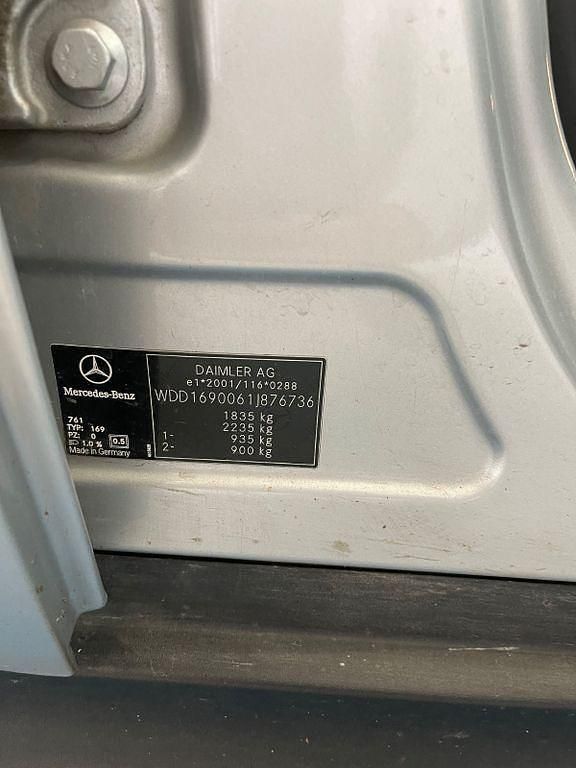 Mercedes-Benz
761
TYP: 169
PZ: 0
1.0 % 0.5
Made in Germany
DAIMLER AG
e1*2001/116*0288
WDD1690061J876736
1835 kg
2235 kg
1- 935 kg
2- 900 kg